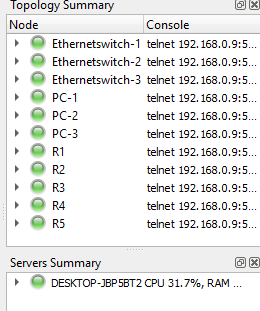 Topology Summary
Node Console
Ethernetswitch-1 telnet 192.168.0.9:5...
Ethernetswitch-2 telnet 192.168.0.9:5...
Ethernetswitch-3 telnet 192.168.0.9:5...
PC-1 telnet 192.168.0.9:5...
PC-2 telnet 192.168.0.9:5...
PC-3 telnet 192.168.0.9:5...
R1 telnet 192.168.0.9:5...
R2 telnet 192.168.0.9:5...
R3 telnet 192.168.0.9:5...
R4 telnet 192.168.0.9:5...
R5 telnet 192.168.0.9:5...
Servers Summary
DESKTOP-JBP5BT2 CPU 31.7%, RAM ...